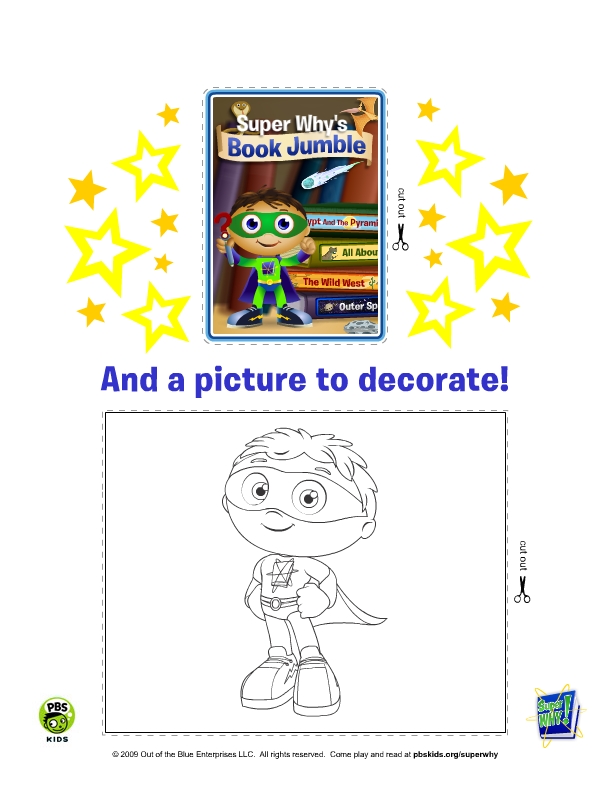 Super Why's
Book Jumble
?
ypt And The Pyrami
All Abou
The Wild West
Outer Sp
cut out
And a picture to decorate!
cut out
PBS
KIDS
SUPER
WHY!
© 2009 Out of the Blue Enterprises LLC. All rights reserved. Come play and read at pbskids.org/superwhy